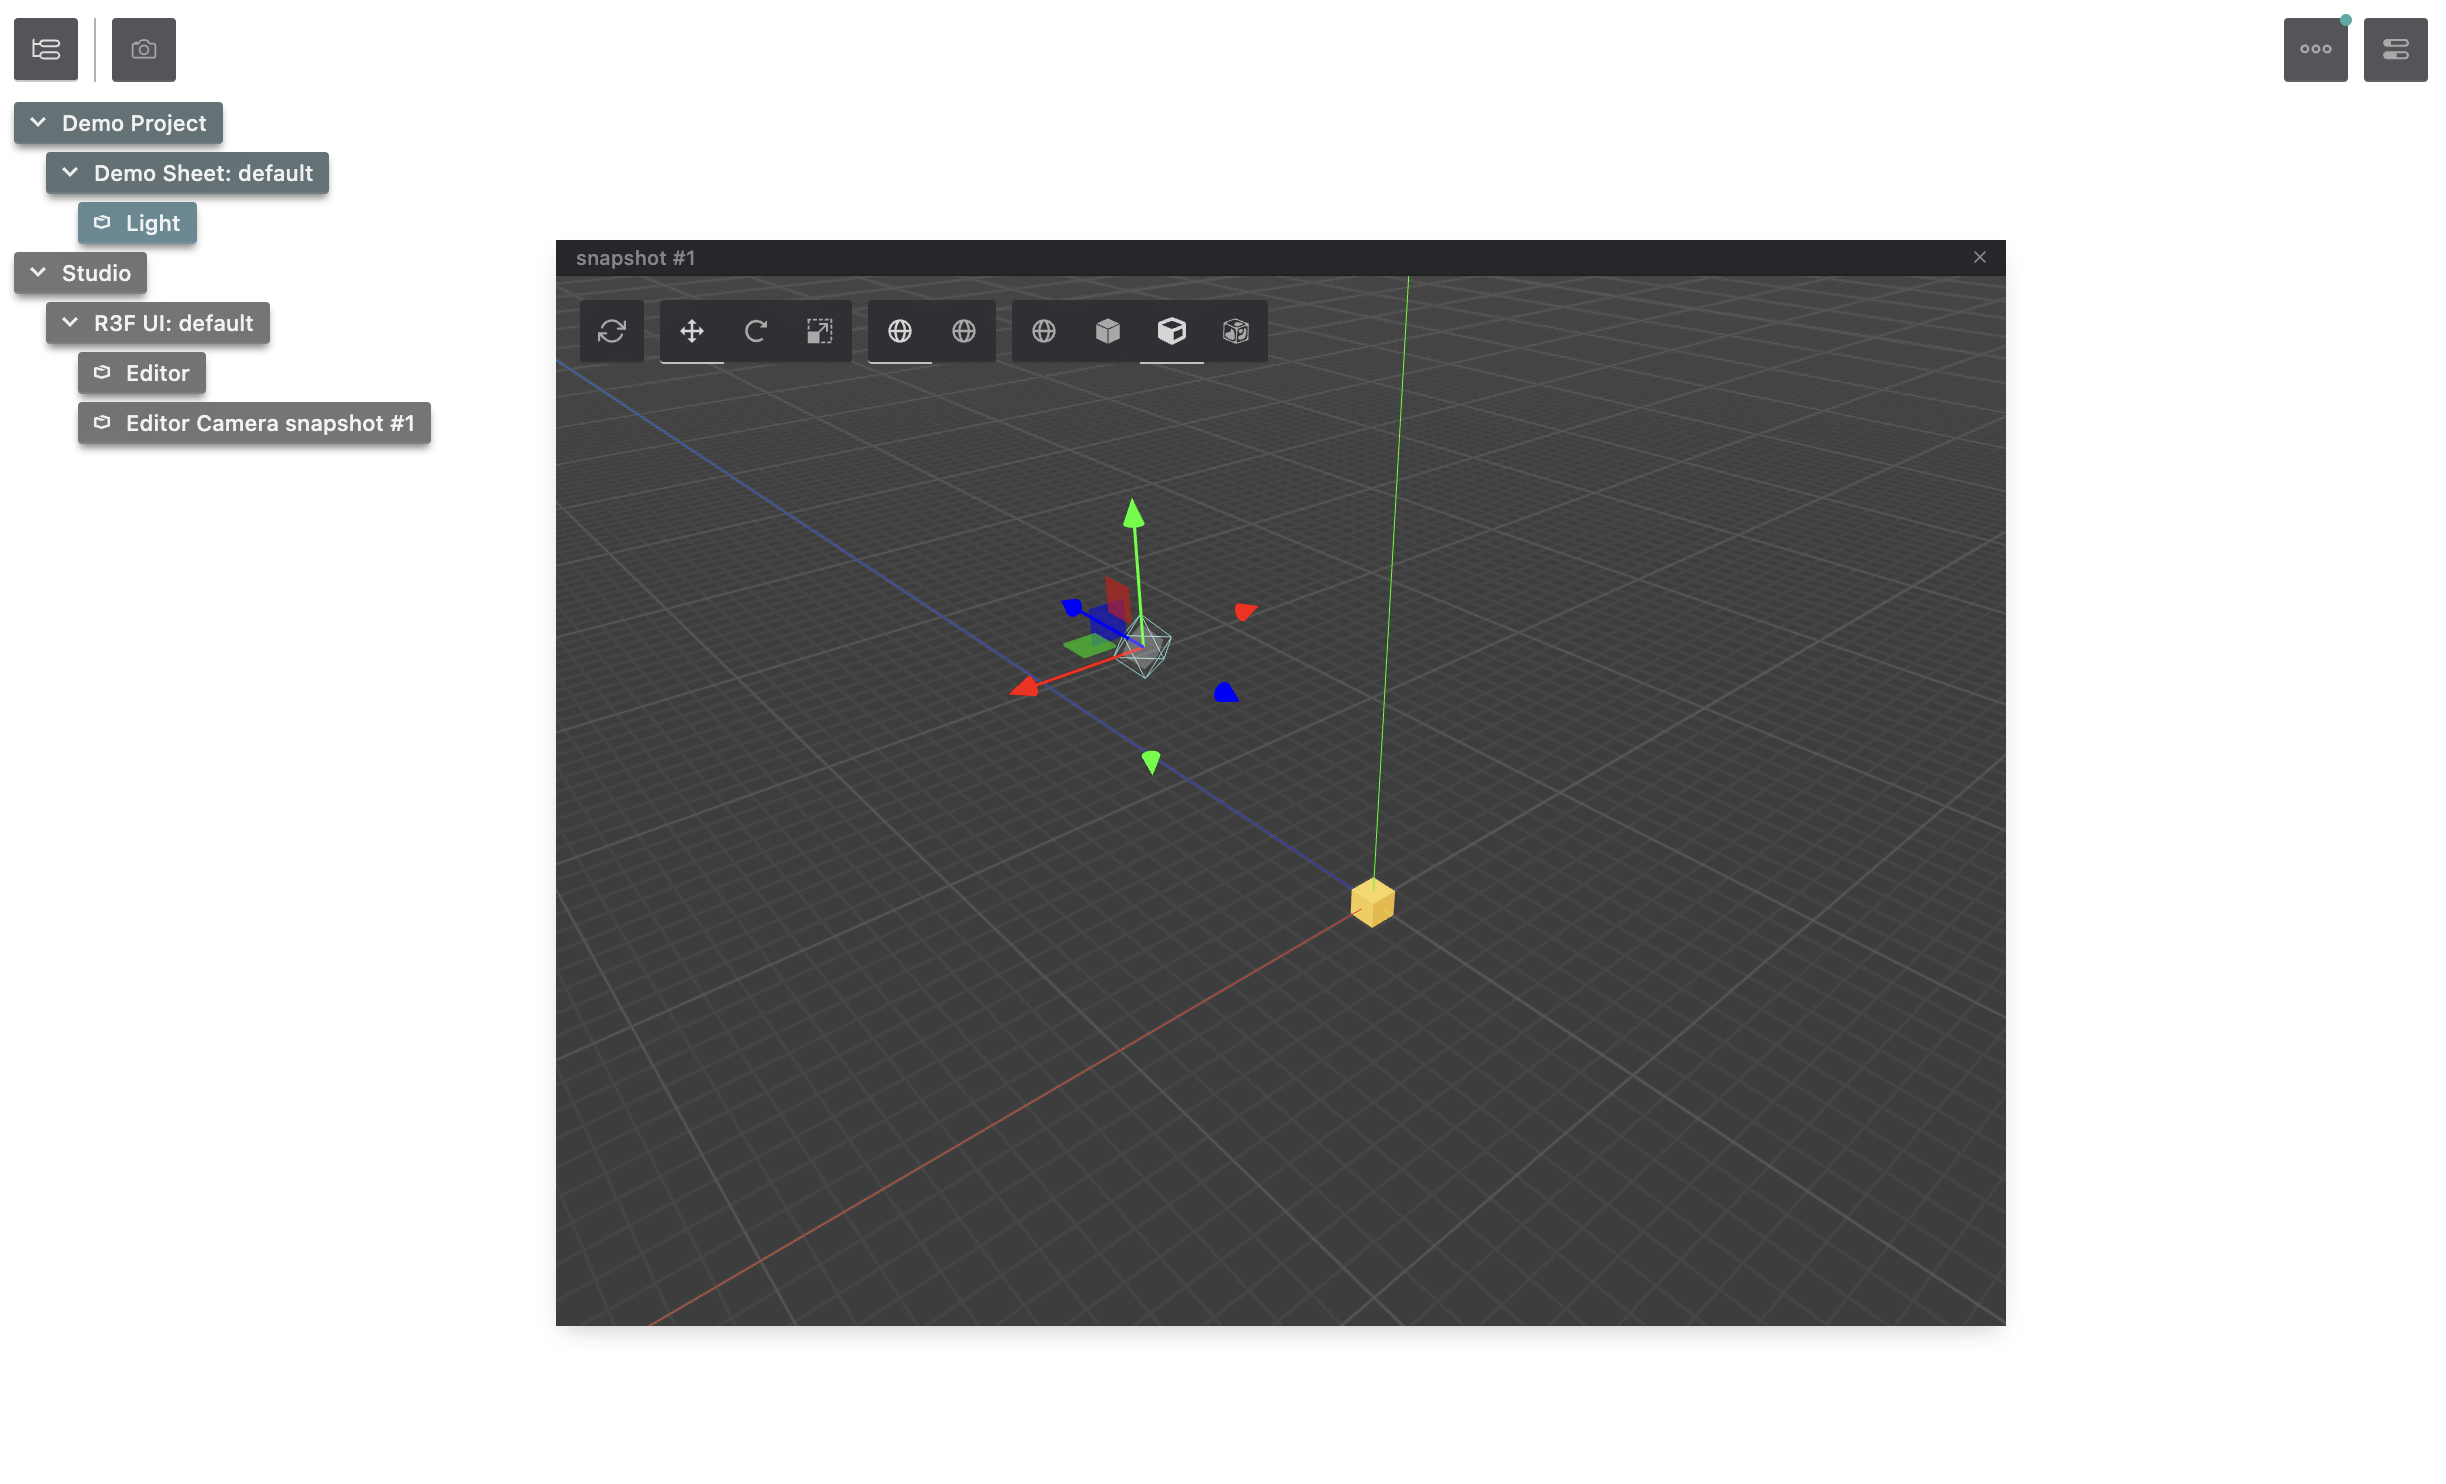 Demo Project
Demo Sheet: default
Light
Studio
R3F UI: default
Editor
Editor Camera snapshot #1
snapshot #1